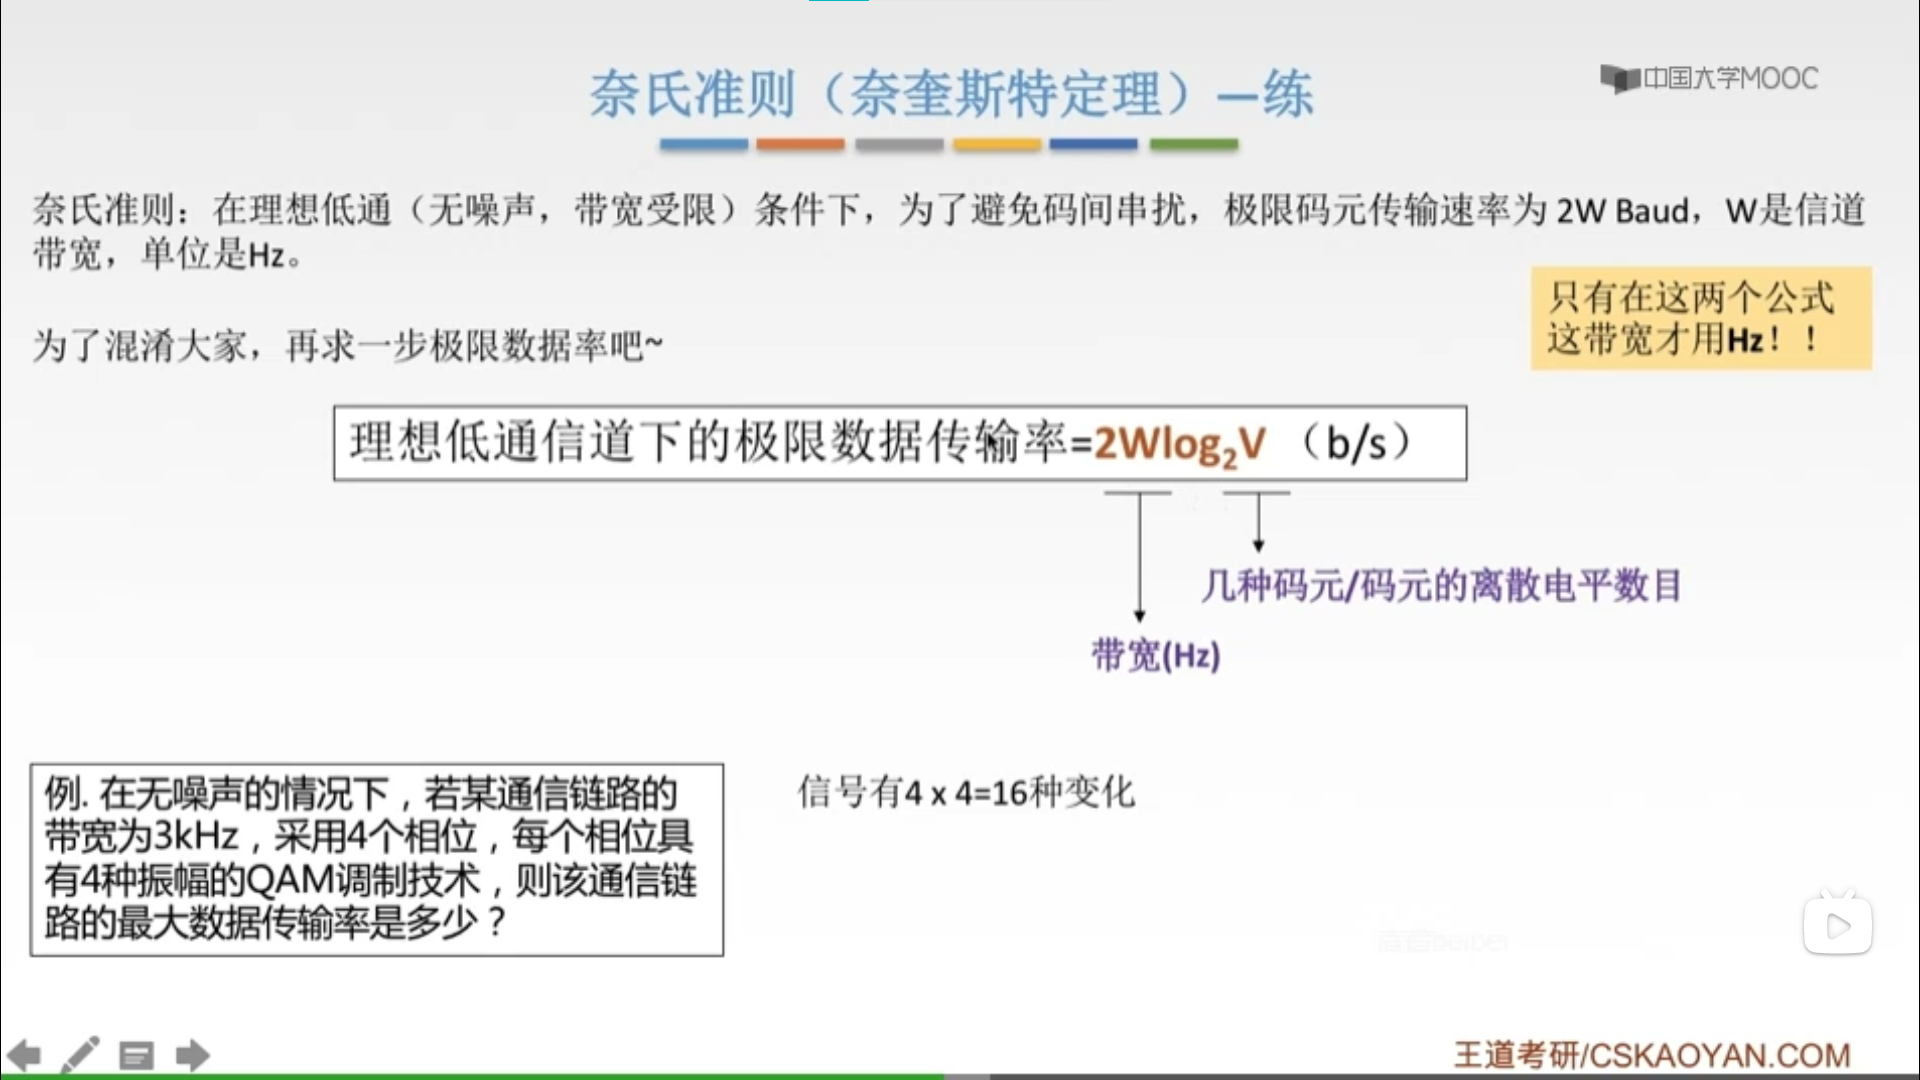 奈氏准则（奈奎斯特定理）—练
中国大学MOOC
奈氏准则：在理想低通（无噪声，带宽受限）条件下，为了避免码间串扰，极限码元传输速率为 2W Baud，W是信道
带宽，单位是Hz。
只有在这两个公式
这带宽才用Hz！！
为了混淆大家，再求一步极限数据率吧~
理想低通信道下的极限数据传输率=2Wlog₂V （b/s）
几种码元/码元的离散电平数目
带宽(Hz)
例. 在无噪声的情况下，若某通信链路的
带宽为3kHz，采用4个相位，每个相位具
有4种振幅的QAM调制技术，则该通信链
路的最大数据传输率是多少？
信号有4 x 4=16种变化
王道考研/CSKAOYAN.COM